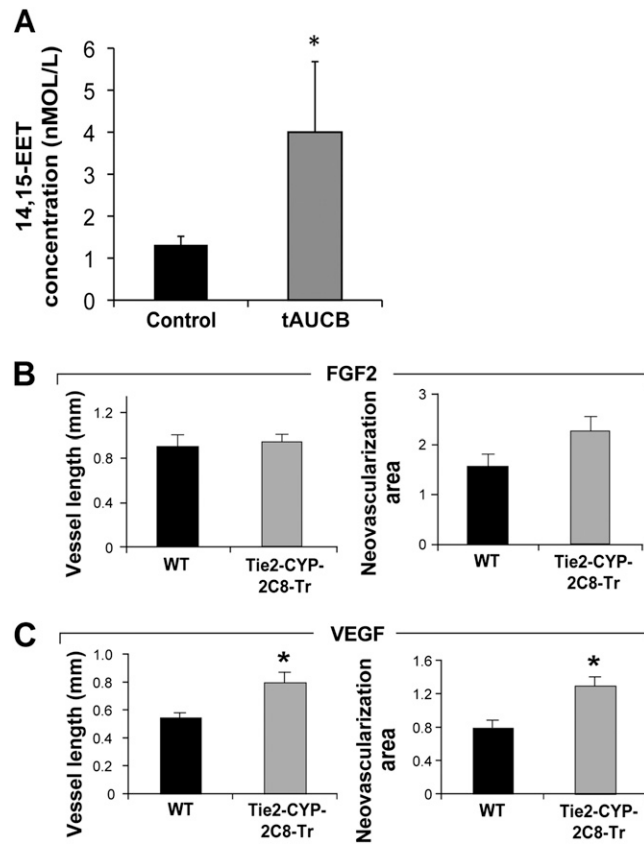 A
14,15-EET
concentration (nMOL/L)
6
5
4
3
2
1
0
*
Control
tAUCB
B
FGF2
Vessel length (mm)
1.2
0.8
0.4
0
WT
Tie2-CYP-
2C8-Tr
Neovascularization
area
3
2
1
0
WT
Tie2-CYP-
2C8-Tr
C
VEGF
Vessel length (mm)
1.0
0.8
0.6
0.4
0.2
0
*
WT
Tie2-CYP-
2C8-Tr
Neovascularization
area
1.6
1.2
0.8
0.4
0
*
WT
Tie2-CYP-
2C8-Tr